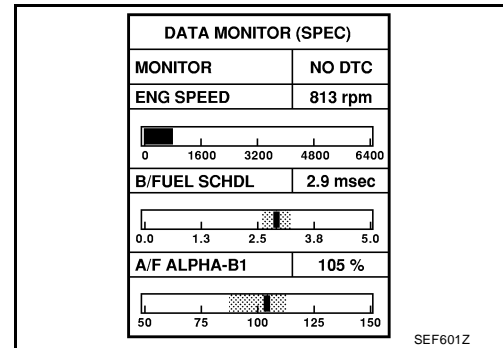 DATA MONITOR (SPEC)
MONITOR NO DTC
ENG SPEED 813 rpm
0 1600 3200 4800 6400
B/FUEL SCHDL 2.9 msec
0.0 1.3 2.5 3.8 5.0
A/F ALPHA-B1 105 %
50 75 100 125 150
SEF601Z